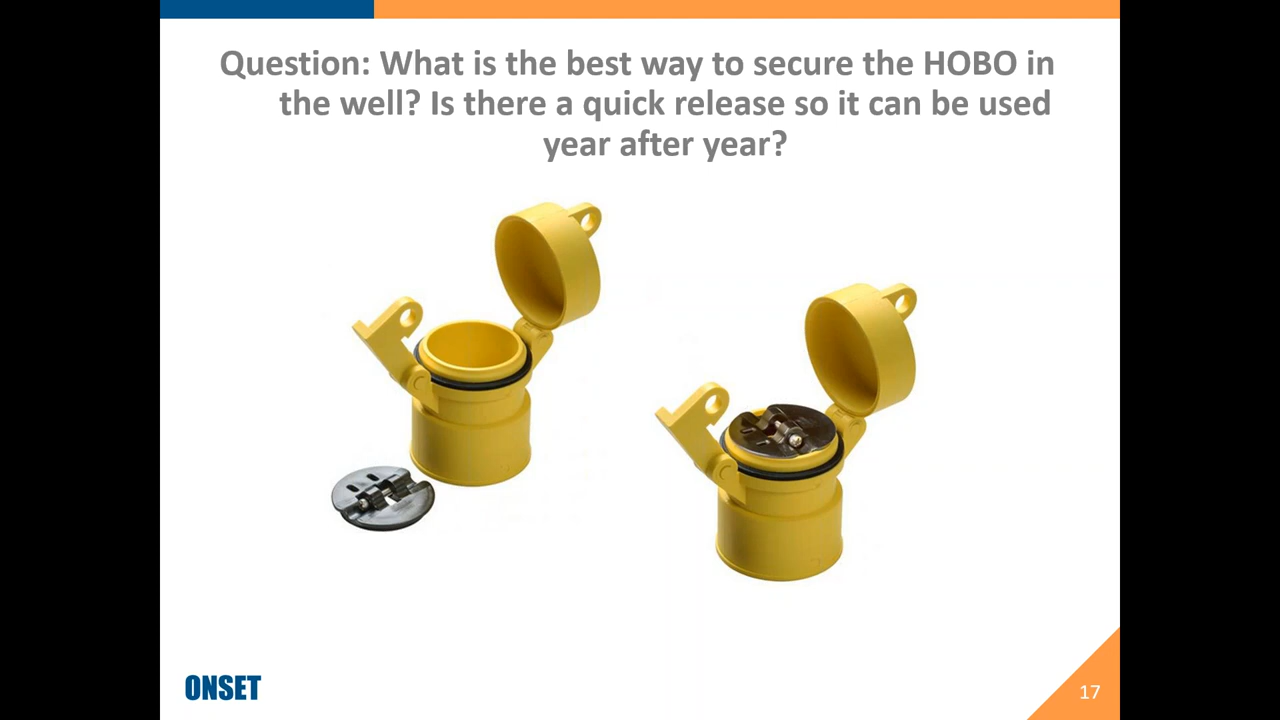 Question: What is the best way to secure the HOBO in
the well? Is there a quick release so it can be used
year after year?
ONSET
17